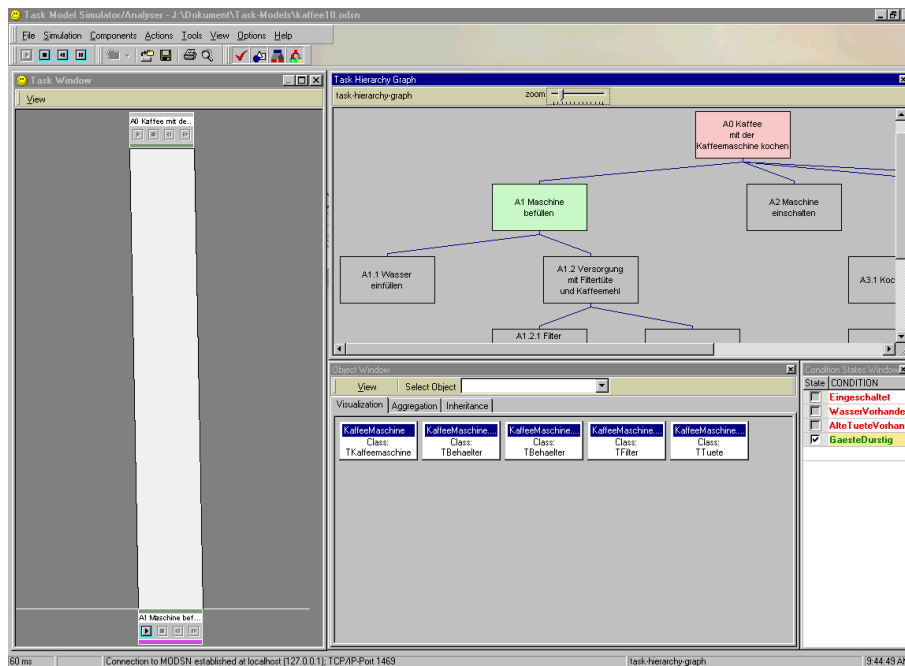 Task Model Simulator/Analyser - J:\Dokument\Task-Models\kaffee10.odsn
File Simulation Components Actions Tools View Options Help
Task Window
View
A0 Kaffee mit de..
A1 Maschine bef...
Task Hierarchy Graph
task-hierarchy-graph
zoom
A0 Kaffee
mit der
Kaffeemaschine kochen
A1 Maschine
befüllen
A2 Maschine
einschalten
A1.1 Wasser
einfüllen
A1.2 Versorgung
mit Filtertüte
und Kaffeemehl
A3.1 Koc
A1.2.1 Filter
Object Window
View Select Object
Visualization Aggregation Inheritance
KaffeeMaschine KaffeeMaschine.... KaffeeMaschine.... KaffeeMaschine.... KaffeeMaschine....
Class: Class: Class: Class: Class:
TKaffeemaschine TBehaelter TBehaelter TFilter TTuete
Condition States Window
State CONDITION
Eingeschaltet
WasserVorhande
AlteTueteVorhan
GaesteDurstig
60 ms Connection to MODSN established at localhost (127.0.0.1); TCP/IP-Port 1469 task-hierarchy-graph 9:44:49 AM